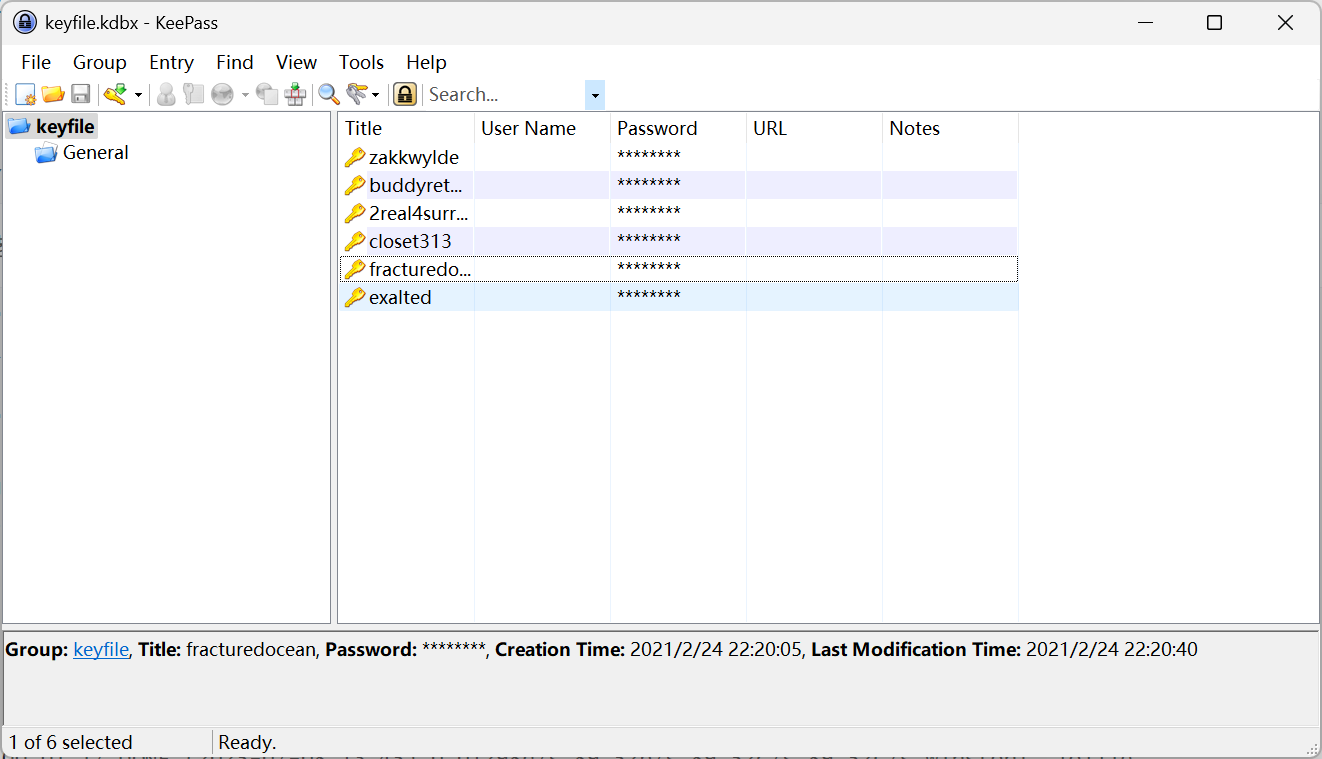 keyfile.kdbx - KeePass
File Group Entry Find View Tools Help
Search...
keyfile
General
Title User Name Password URL Notes
zakkwylde ********
buddyret... ********
2real4surr... ********
closet313 ********
fracturedo... ********
exalted ********
Group: keyfile, Title: fracturedocean, Password: ********, Creation Time: 2021/2/24 22:20:05, Last Modification Time: 2021/2/24 22:20:40
1 of 6 selected Ready.